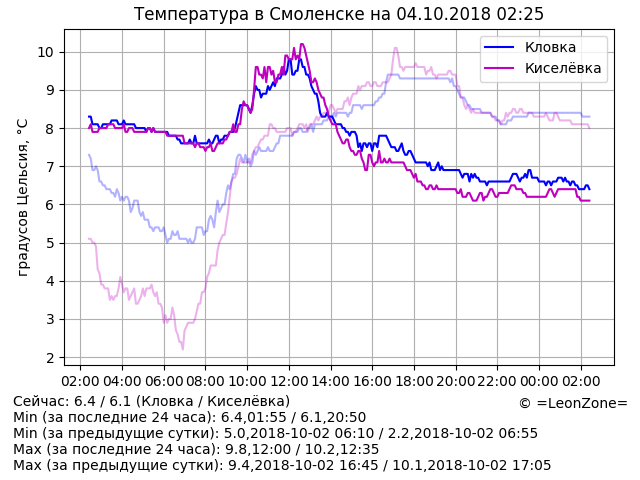 Температура в Смоленске на 04.10.2018 02:25
Кловка
Киселёвка
градусов Цельсия, °C
10
9
8
7
6
5
4
3
2
02:00 04:00 06:00 08:00 10:00 12:00 14:00 16:00 18:00 20:00 22:00 00:00 02:00
Сейчас: 6.4 / 6.1 (Кловка / Киселёвка)
© =LeonZone=
Min (за последние 24 часа): 6.4,01:55 / 6.1,20:50
Min (за предыдущие сутки): 5.0,2018-10-02 06:10 / 2.2,2018-10-02 06:55
Max (за последние 24 часа): 9.8,12:00 / 10.2,12:35
Max (за предыдущие сутки): 9.4,2018-10-02 16:45 / 10.1,2018-10-02 17:05